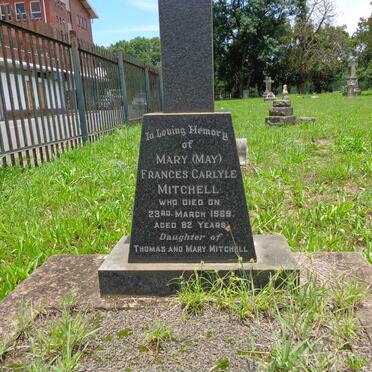 In Loving Memory
of
MARY (MAY)
FRANCES CARLYLE
MITCHELL
WHO DIED ON
23RD MARCH 1969
AGED 82 YEARS
Daughter of
THOMAS AND MARY MITCHELL